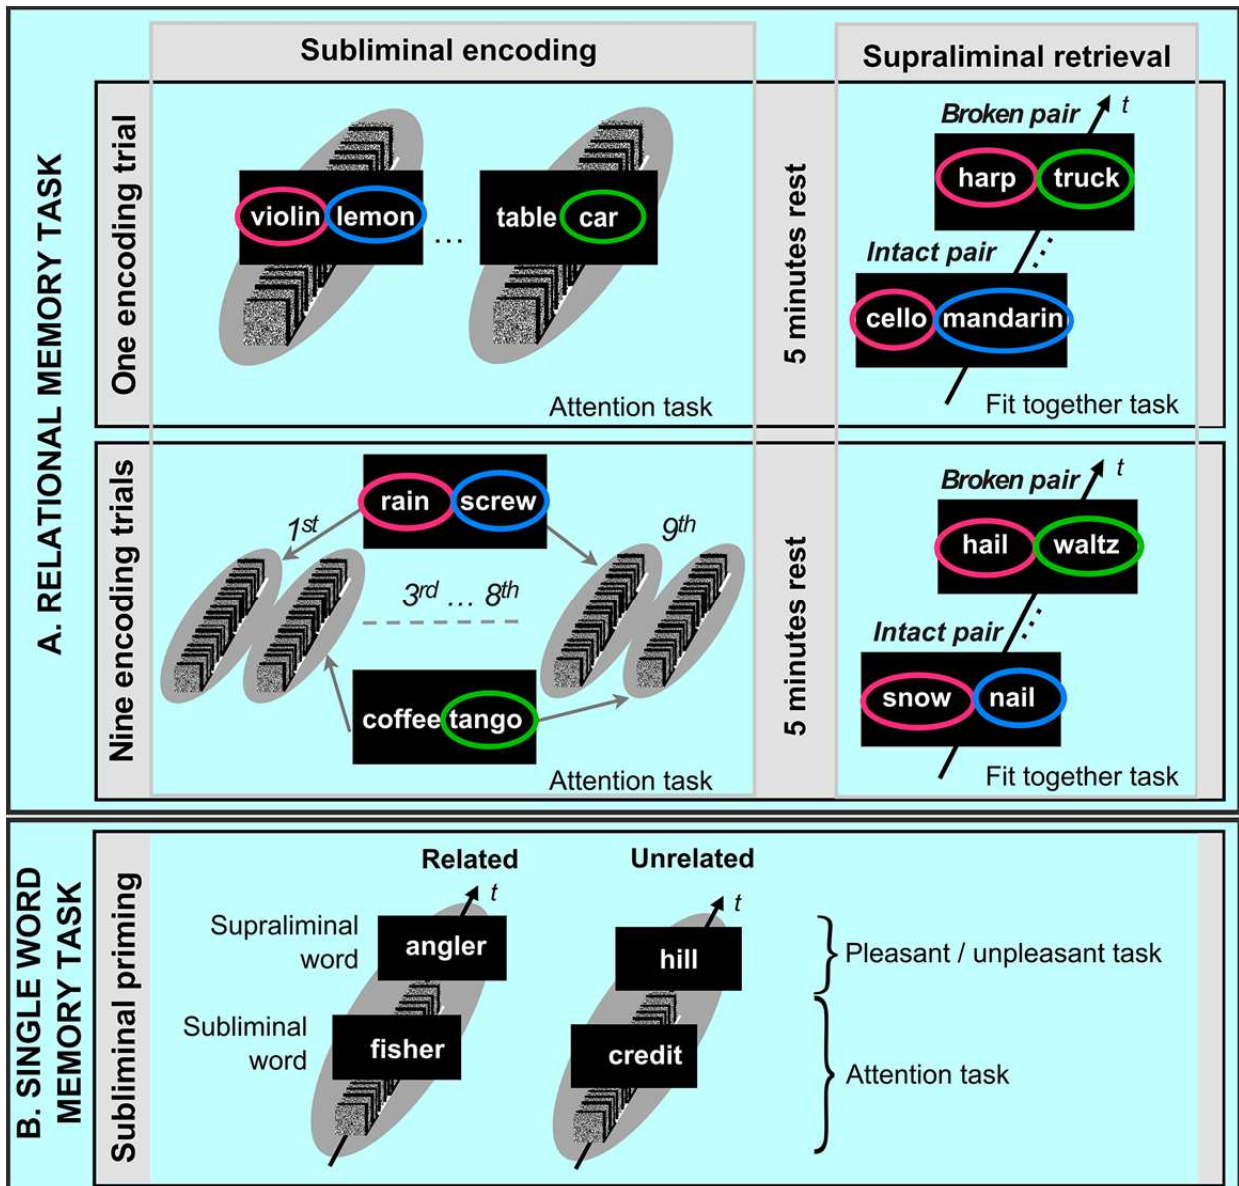 Subliminal encoding
Supraliminal retrieval
A. RELATIONAL MEMORY TASK
One encoding trial
violin lemon
...
table car
Attention task
5 minutes rest
Broken pair
t
harp truck
Intact pair
cello mandarin
Fit together task
Nine encoding trials
rain screw
1st
9th
3rd ... 8th
coffee tango
Attention task
5 minutes rest
Broken pair
t
hail waltz
Intact pair
snow nail
Fit together task
B. SINGLE WORD
MEMORY TASK
Subliminal priming
Related
Unrelated
t
t
Supraliminal
word
angler
hill
Pleasant / unpleasant task
Subliminal
word
fisher
credit
Attention task